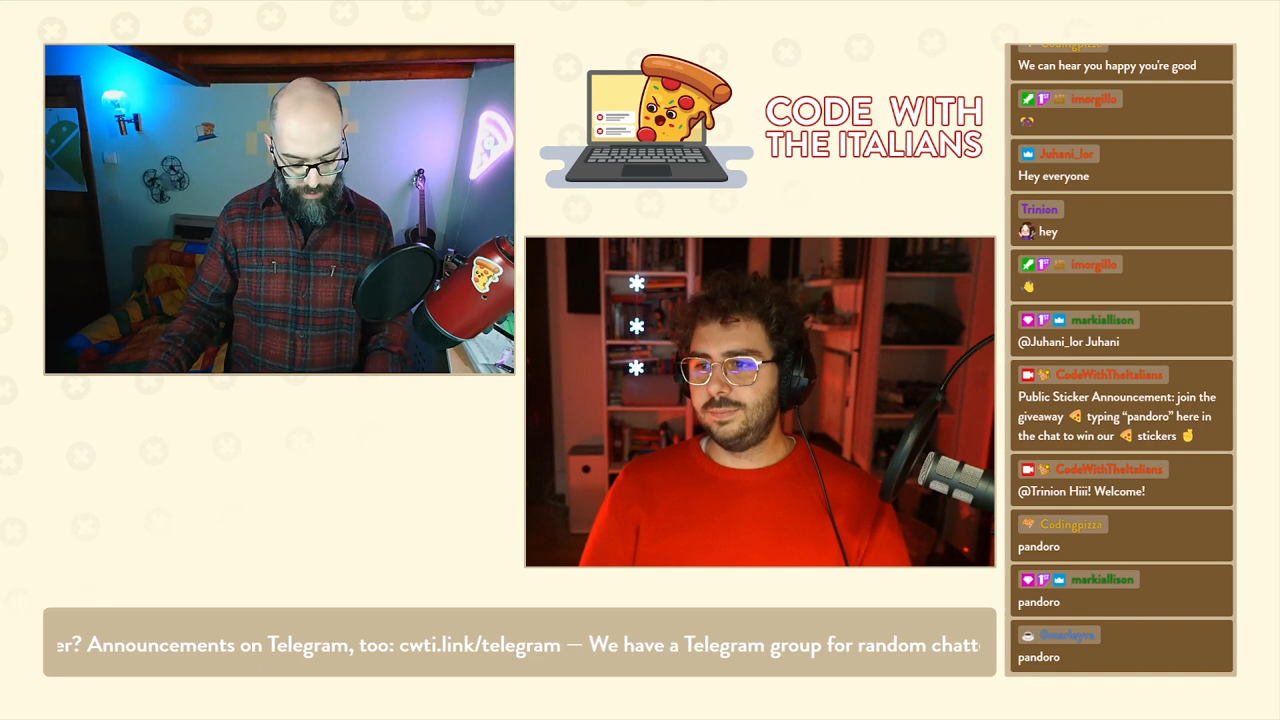 CODE WITH
THE ITALIANS
Codingpizza
We can hear you happy you're good
imorgillo
Juhani_lor
Hey everyone
Trinion
hey
imorgillo
markiallison
@Juhani_lor Juhani
CodeWithTheItalians
Public Sticker Announcement: join the
giveaway 🍕 typing “pandoro” here in
the chat to win our 🍕 stickers ✌️
CodeWithTheItalians
@Trinion Hiii! Welcome!
Codingpizza
pandoro
markiallison
pandoro
pandoro
er? Announcements on Telegram, too: cwti.link/telegram — We have a Telegram group for random chatt